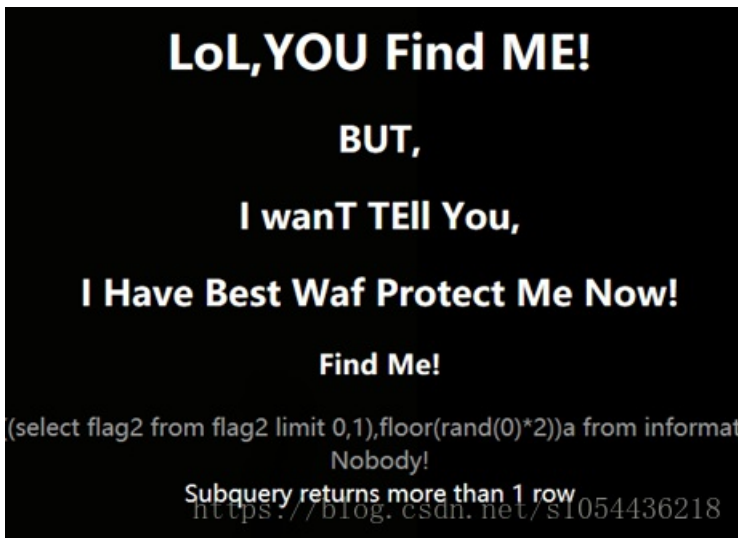 LoL,YOU Find ME!
BUT,
I wanT TEll You,
I Have Best Waf Protect Me Now!
Find Me!
((select flag2 from flag2 limit 0,1),floor(rand(0)*2))a from informat
Nobody!
Subquery returns more than 1 row
https://blog.csdn.net/s1054436218